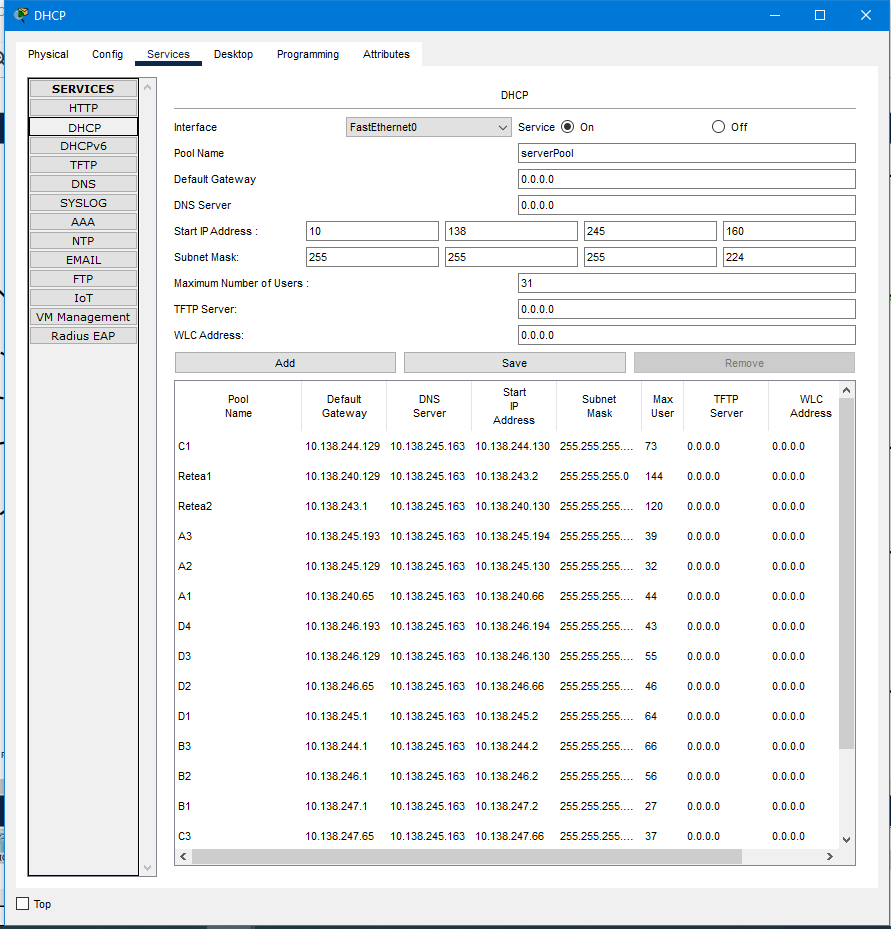 DHCP
Physical Config Services Desktop Programming Attributes
SERVICES
HTTP
DHCP
DHCPv6
TFTP
DNS
SYSLOG
AAA
NTP
EMAIL
FTP
IoT
VM Management
Radius EAP
DHCP
Interface FastEthernet0 Service On Off
Pool Name serverPool
Default Gateway 0.0.0.0
DNS Server 0.0.0.0
Start IP Address : 10 138 245 160
Subnet Mask: 255 255 255 224
Maximum Number of Users : 31
TFTP Server: 0.0.0.0
WLC Address: 0.0.0.0
Add Save Remove
Pool Name Default Gateway DNS Server Start IP Address Subnet Mask Max User TFTP Server WLC Address
C1 10.138.244.129 10.138.245.163 10.138.244.130 255.255.255.... 73 0.0.0.0 0.0.0.0
Retea1 10.138.240.129 10.138.245.163 10.138.243.2 255.255.255.0 144 0.0.0.0 0.0.0.0
Retea2 10.138.243.1 10.138.245.163 10.138.240.130 255.255.255.... 120 0.0.0.0 0.0.0.0
A3 10.138.245.193 10.138.245.163 10.138.245.194 255.255.255.... 39 0.0.0.0 0.0.0.0
A2 10.138.245.129 10.138.245.163 10.138.245.130 255.255.255.... 32 0.0.0.0 0.0.0.0
A1 10.138.240.65 10.138.245.163 10.138.240.66 255.255.255.... 44 0.0.0.0 0.0.0.0
D4 10.138.246.193 10.138.245.163 10.138.246.194 255.255.255.... 43 0.0.0.0 0.0.0.0
D3 10.138.246.129 10.138.245.163 10.138.246.130 255.255.255.... 55 0.0.0.0 0.0.0.0
D2 10.138.246.65 10.138.245.163 10.138.246.66 255.255.255.... 46 0.0.0.0 0.0.0.0
D1 10.138.245.1 10.138.245.163 10.138.245.2 255.255.255.... 64 0.0.0.0 0.0.0.0
B3 10.138.244.1 10.138.245.163 10.138.244.2 255.255.255.... 66 0.0.0.0 0.0.0.0
B2 10.138.246.1 10.138.245.163 10.138.246.2 255.255.255.... 56 0.0.0.0 0.0.0.0
B1 10.138.247.1 10.138.245.163 10.138.247.2 255.255.255.... 27 0.0.0.0 0.0.0.0
C3 10.138.247.65 10.138.245.163 10.138.247.66 255.255.255.... 37 0.0.0.0 0.0.0.0
Top